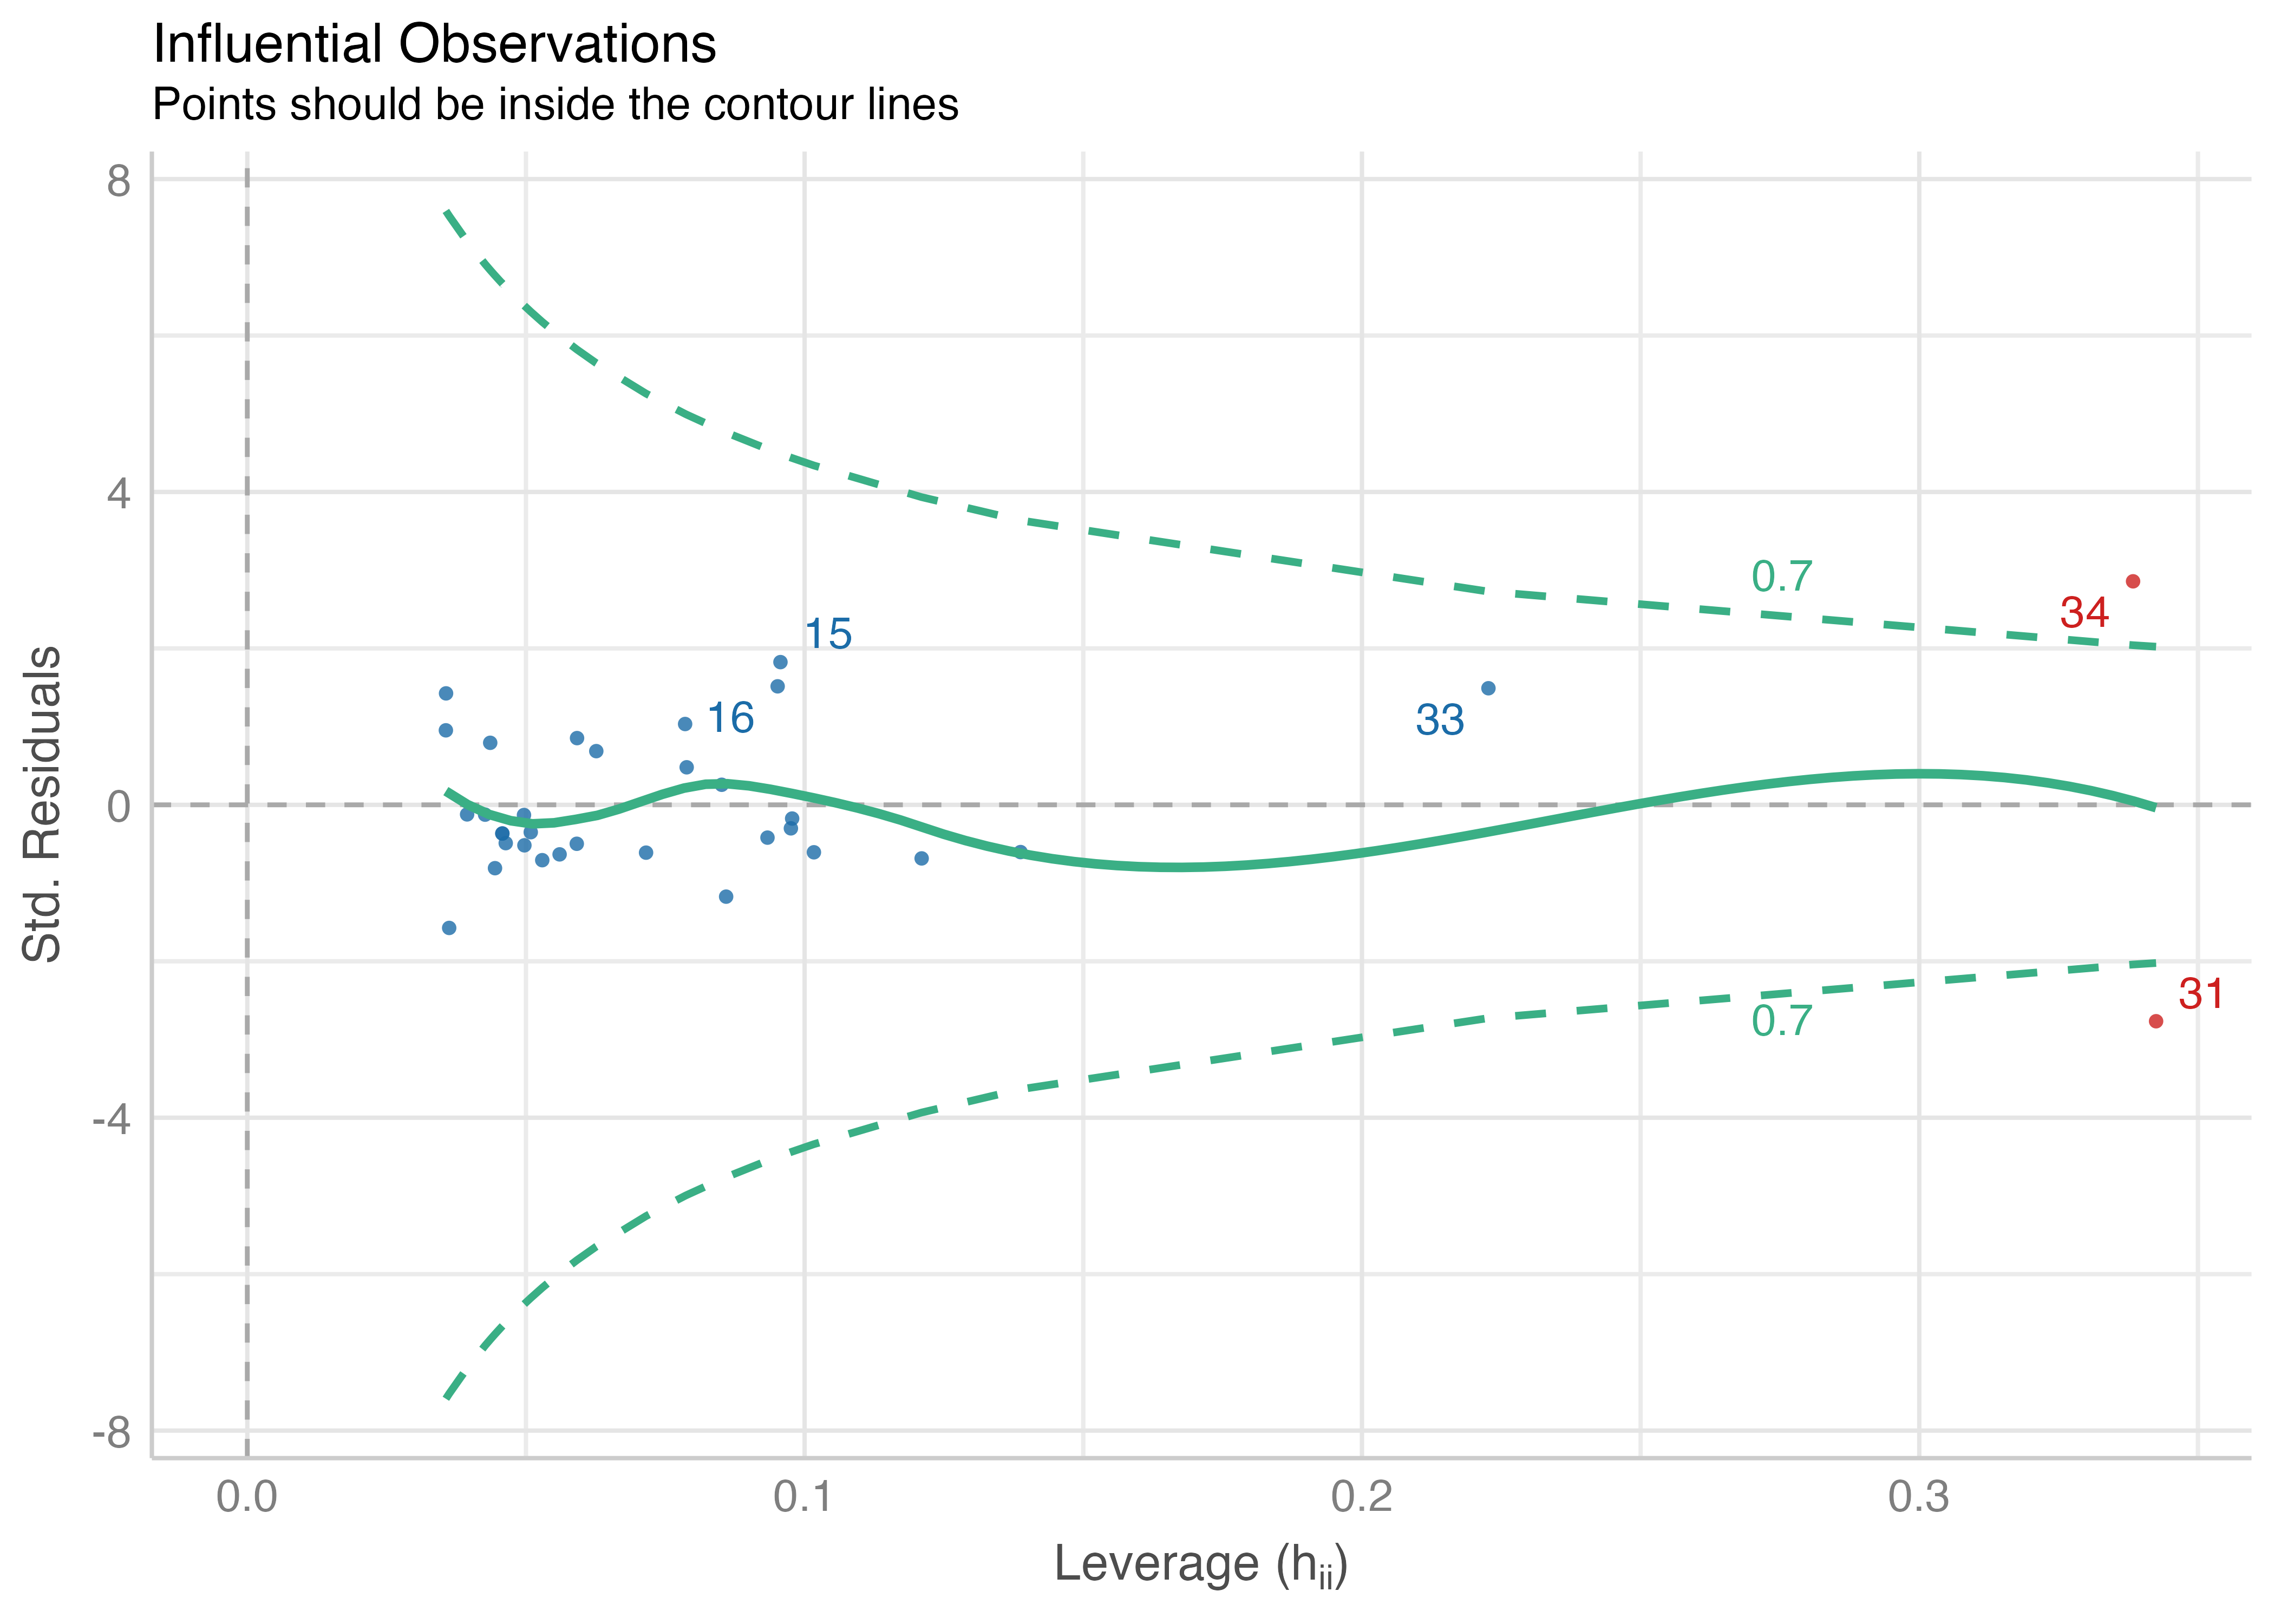 Influential Observations
Points should be inside the contour lines
8
4
0
-4
-8
Std. Residuals
0.7
34
15
16
33
31
0.7
0.0 0.1 0.2 0.3
Leverage (hii)